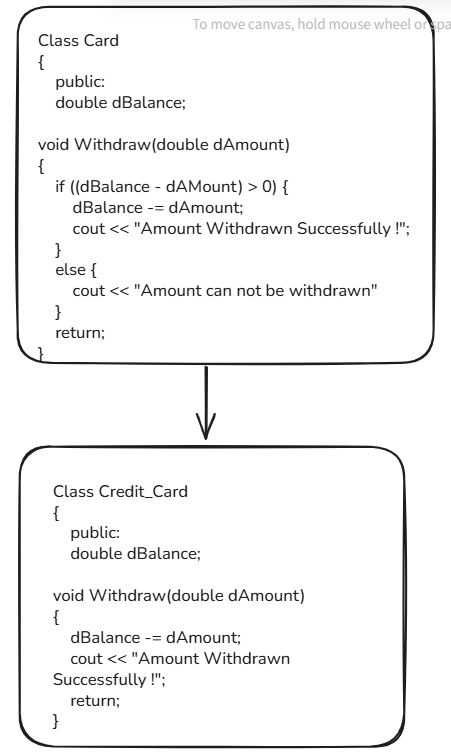 To move canvas, hold mouse wheel or spa
Class Card
{
public:
double dBalance;
void Withdraw(double dAmount)
{
if ((dBalance - dAMount) > 0) {
dBalance -= dAmount;
cout << "Amount Withdrawn Successfully !";
}
else {
cout << "Amount can not be withdrawn"
}
return;
}
Class Credit_Card
{
public:
double dBalance;
void Withdraw(double dAmount)
{
dBalance -= dAmount;
cout << "Amount Withdrawn
Successfully !";
return;
}